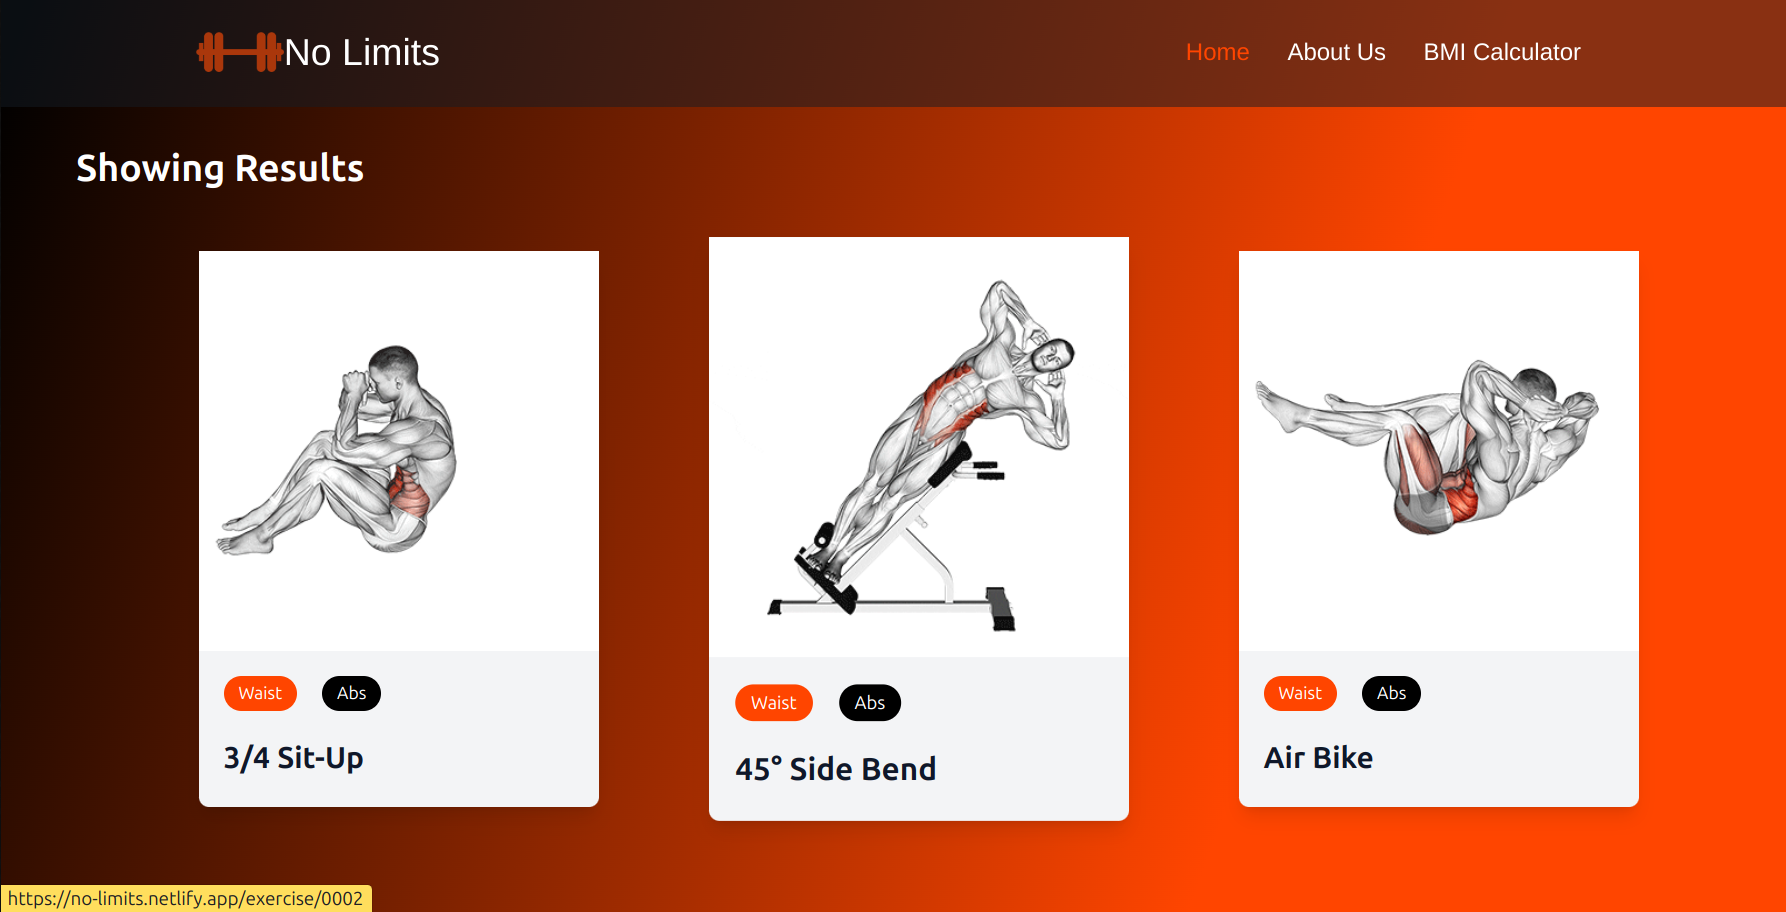 No Limits
Home About Us BMI Calculator
Showing Results
Waist Abs
3/4 Sit-Up
Waist Abs
45° Side Bend
Waist Abs
Air Bike
https://no-limits.netlify.app/exercise/0002